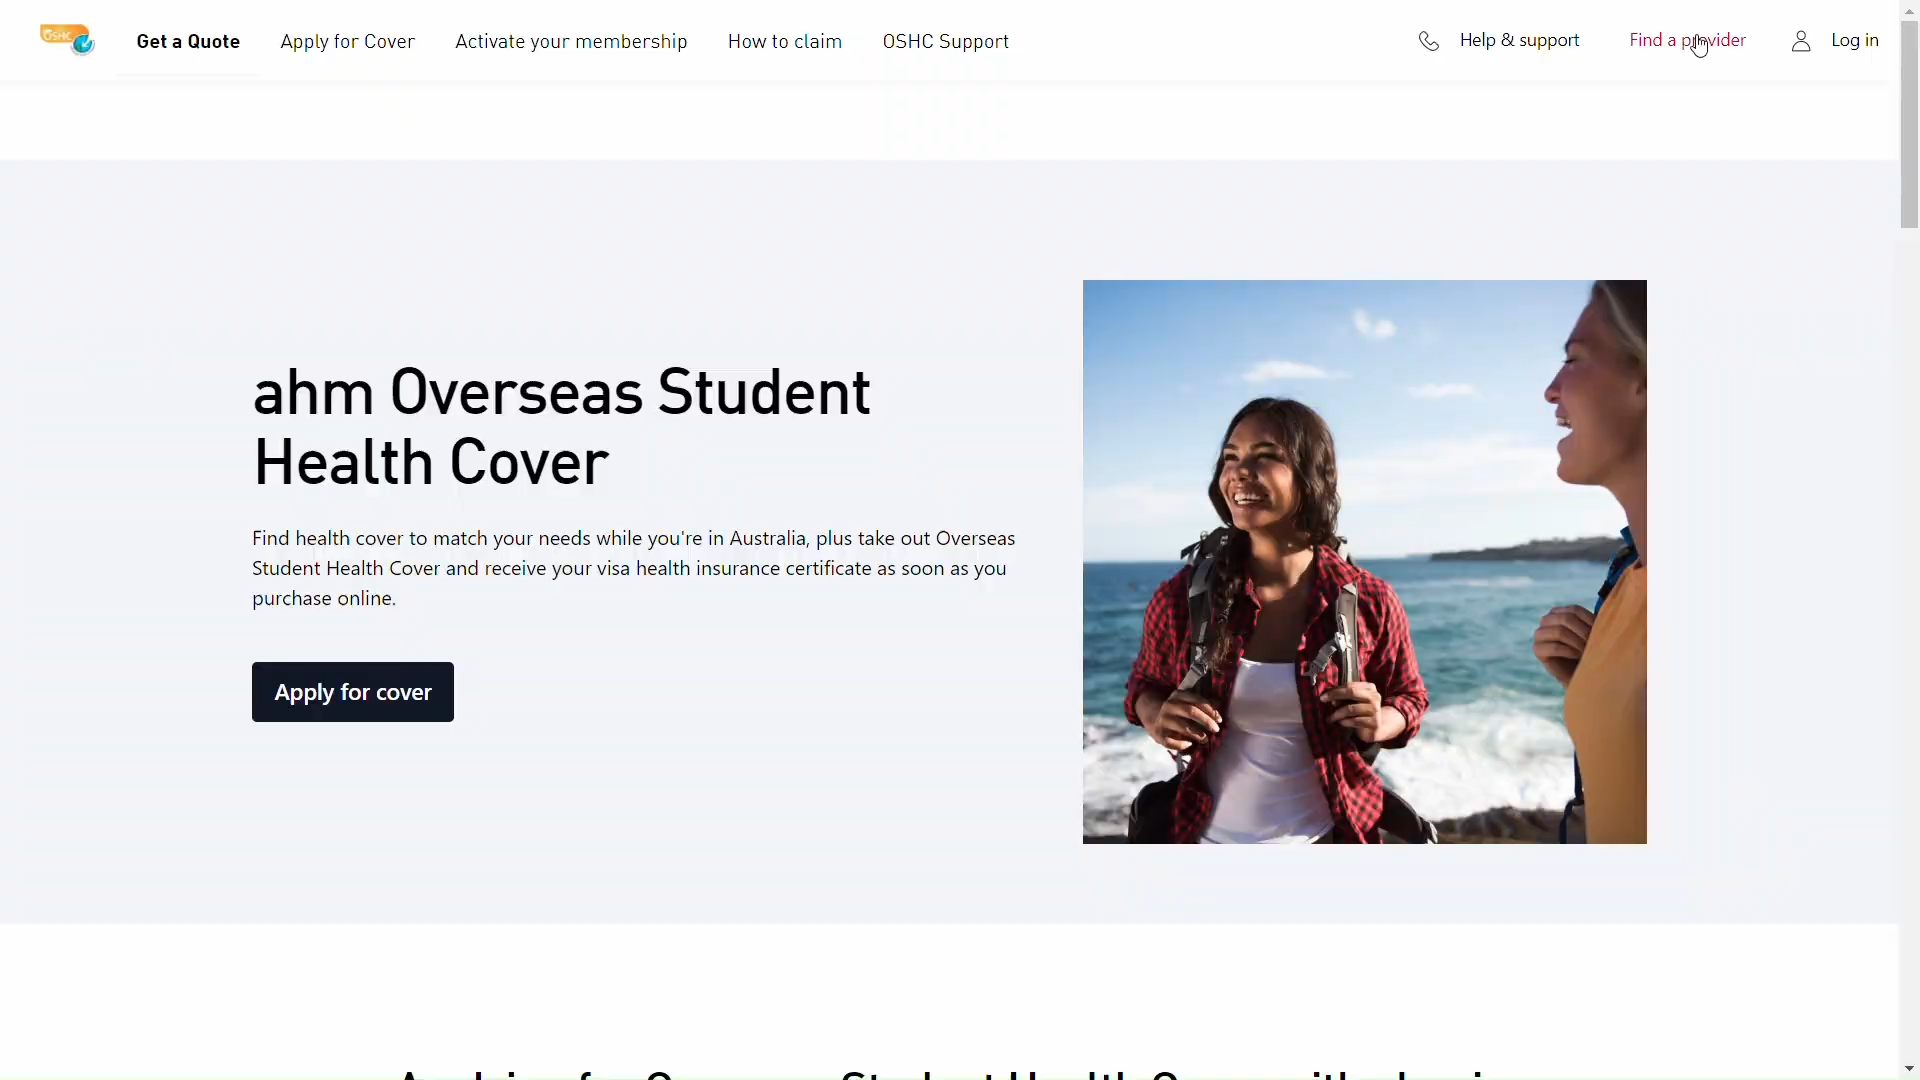 OSHC
Get a Quote
Apply for Cover
Activate your membership
How to claim
OSHC Support
Help & support
Find a provider
Log in
ahm Overseas Student
Health Cover
Find health cover to match your needs while you're in Australia, plus take out Overseas
Student Health Cover and receive your visa health insurance certificate as soon as you
purchase online.
Apply for cover